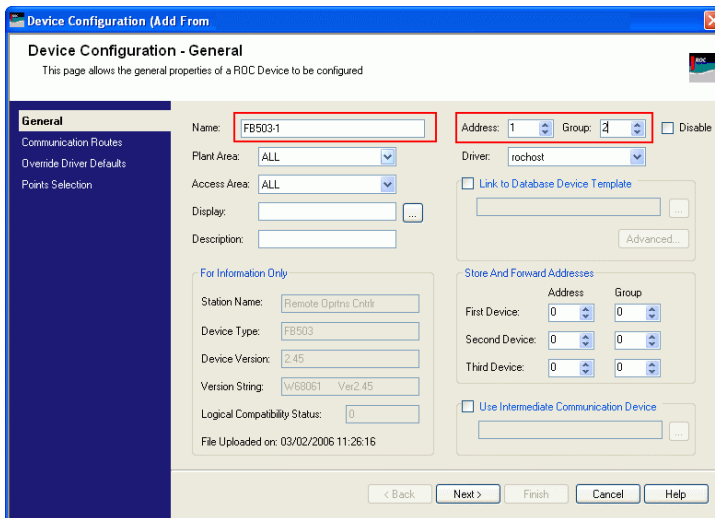 Device Configuration (Add From
Device Configuration - General
This page allows the general properties of a ROC Device to be configured
ROC
General
Communication Routes
Override Driver Defaults
Points Selection
Name: FB503-1
Address: 1 Group: 2 Disable
Plant Area: ALL
Driver: rochost
Access Area: ALL
Link to Database Device Template
Display: ...
...
Description:
Advanced...
For Information Only
Station Name: Remote Oprtns Cntrlr
Device Type: FB503
Device Version: 2.45
Version String: W68061 Ver2.45
Logical Compatibility Status: 0
File Uploaded on: 03/02/2006 11:26:16
Store And Forward Addresses
Address Group
First Device: 0 0
Second Device: 0 0
Third Device: 0 0
Use Intermediate Communication Device
...
< Back Next > Finish Cancel Help